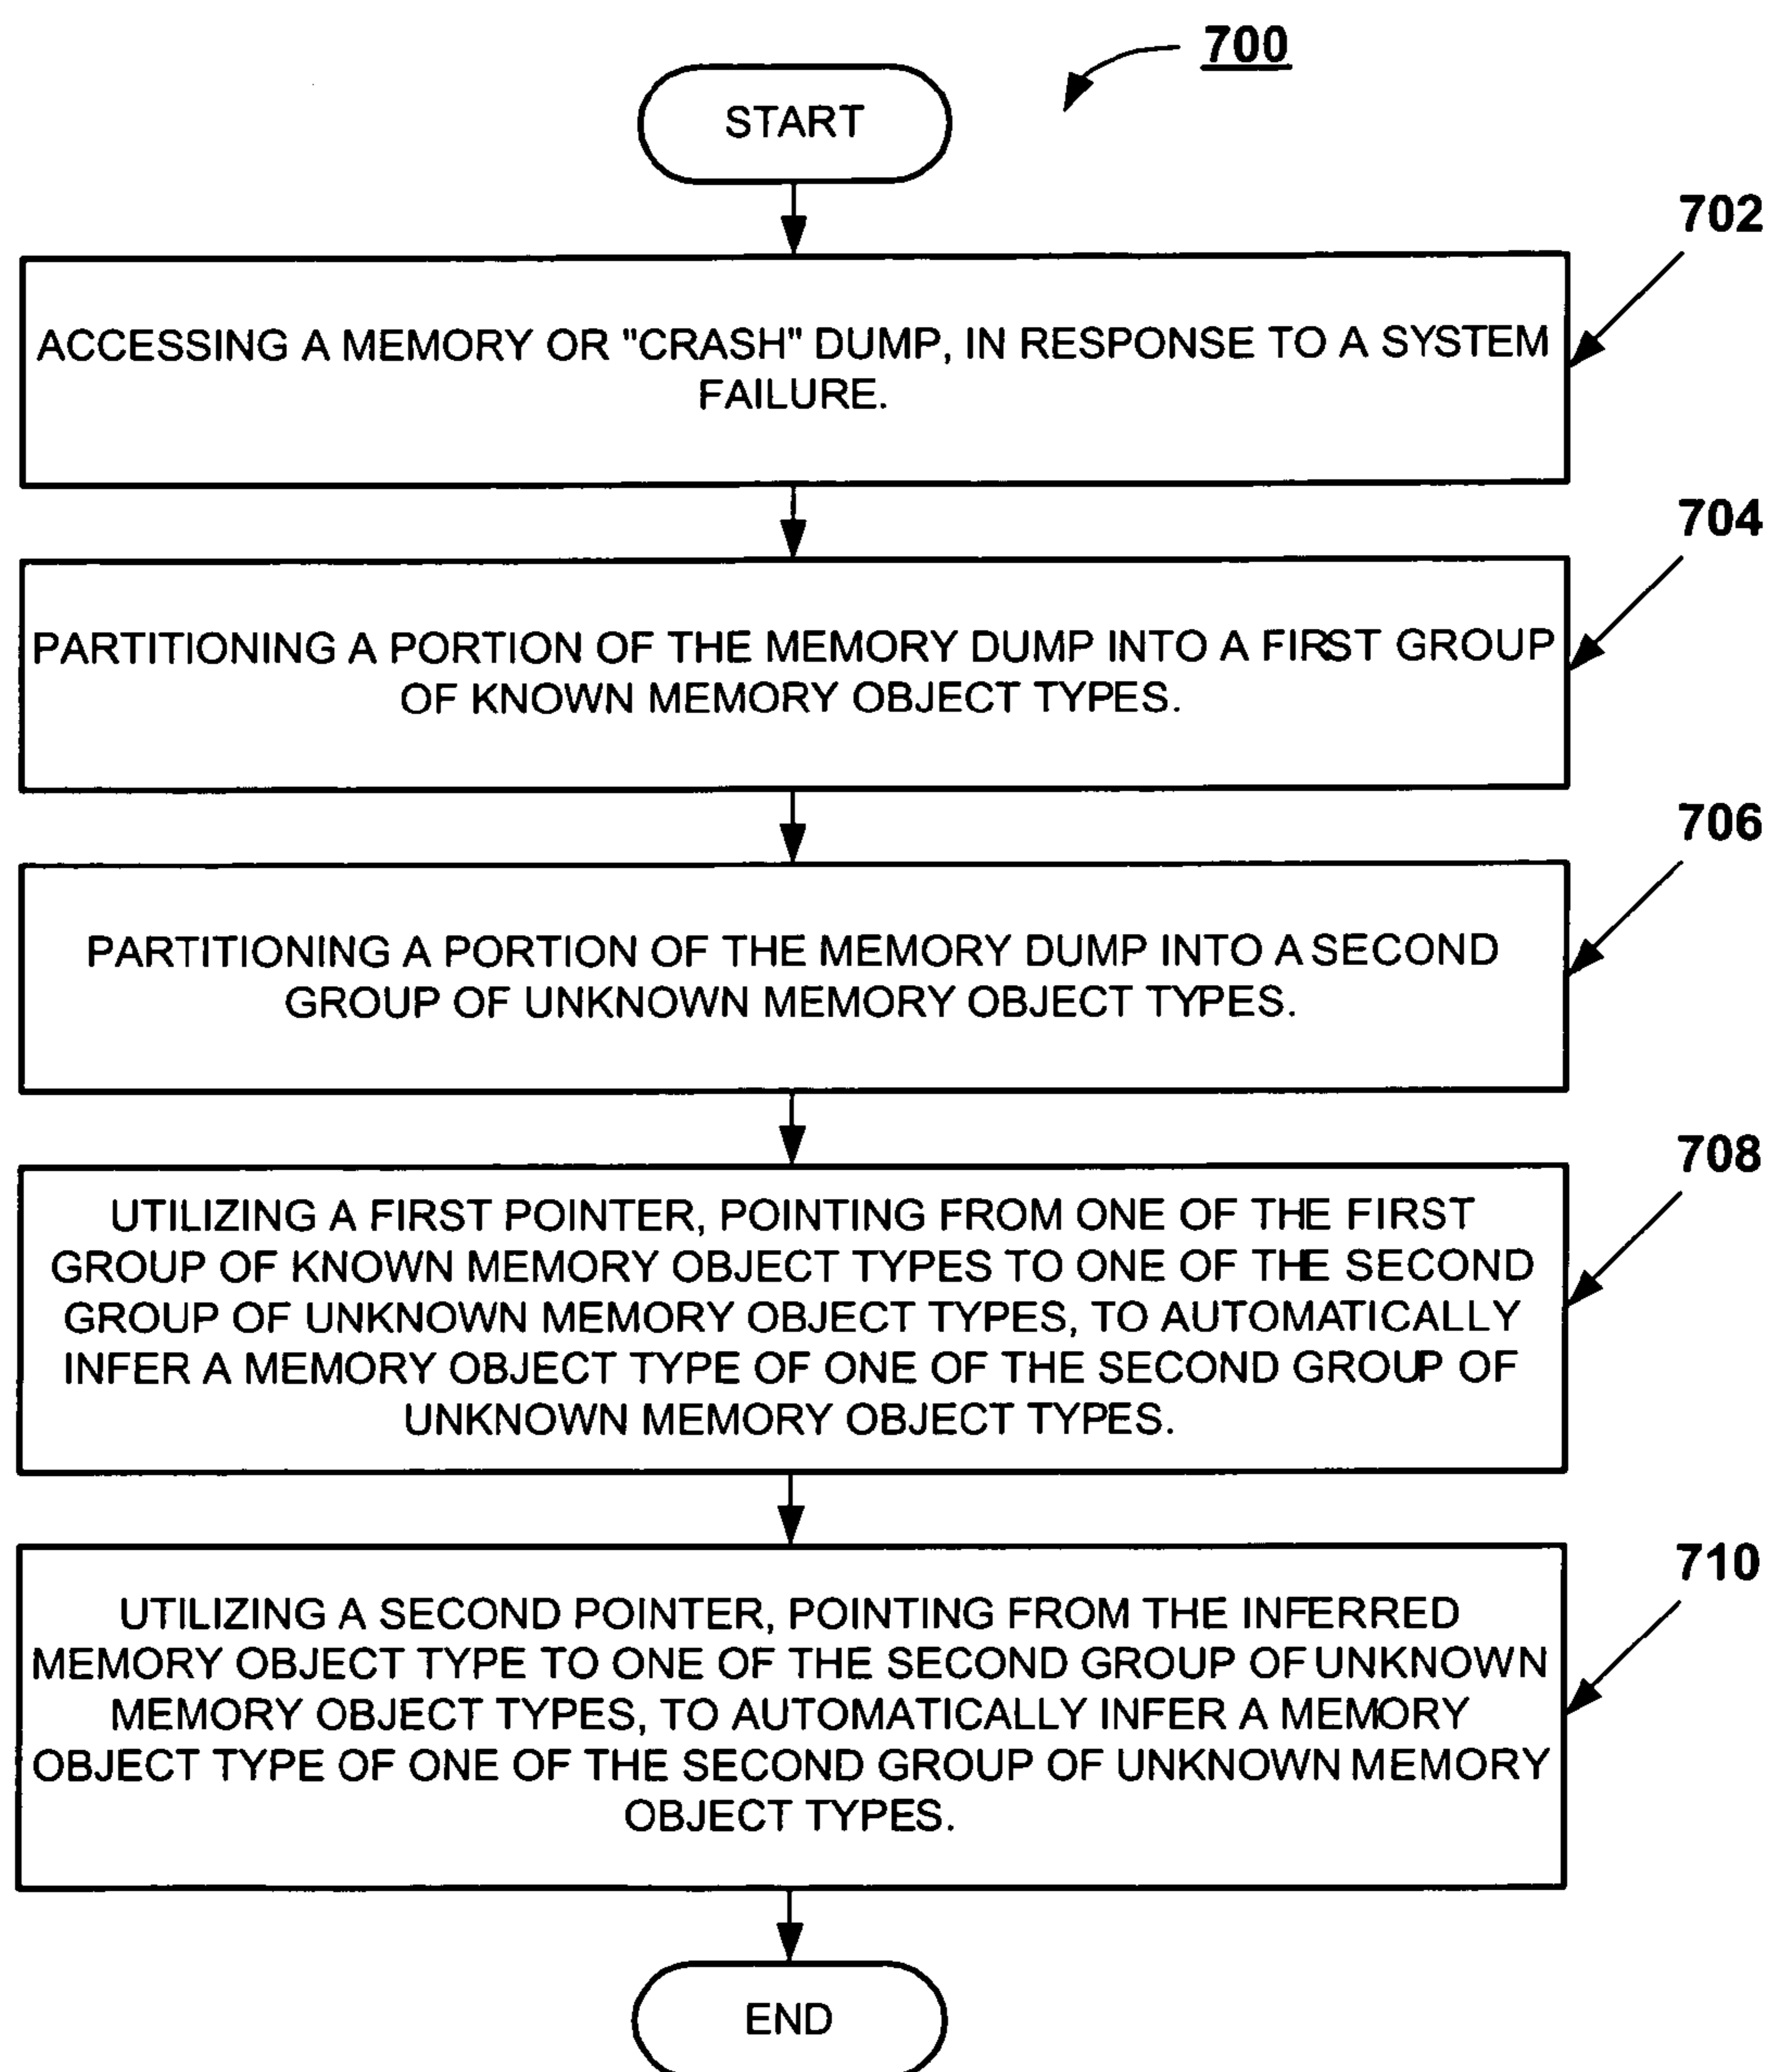 700
START
702
ACCESSING A MEMORY OR "CRASH" DUMP, IN RESPONSE TO A SYSTEM
FAILURE.
704
PARTITIONING A PORTION OF THE MEMORY DUMP INTO A FIRST GROUP
OF KNOWN MEMORY OBJECT TYPES.
706
PARTITIONING A PORTION OF THE MEMORY DUMP INTO A SECOND
GROUP OF UNKNOWN MEMORY OBJECT TYPES.
708
UTILIZING A FIRST POINTER, POINTING FROM ONE OF THE FIRST
GROUP OF KNOWN MEMORY OBJECT TYPES TO ONE OF THE SECOND
GROUP OF UNKNOWN MEMORY OBJECT TYPES, TO AUTOMATICALLY
INFER A MEMORY OBJECT TYPE OF ONE OF THE SECOND GROUP OF
UNKNOWN MEMORY OBJECT TYPES.
710
UTILIZING A SECOND POINTER, POINTING FROM THE INFERRED
MEMORY OBJECT TYPE TO ONE OF THE SECOND GROUP OF UNKNOWN
MEMORY OBJECT TYPES, TO AUTOMATICALLY INFER A MEMORY
OBJECT TYPE OF ONE OF THE SECOND GROUP OF UNKNOWN MEMORY
OBJECT TYPES.
END